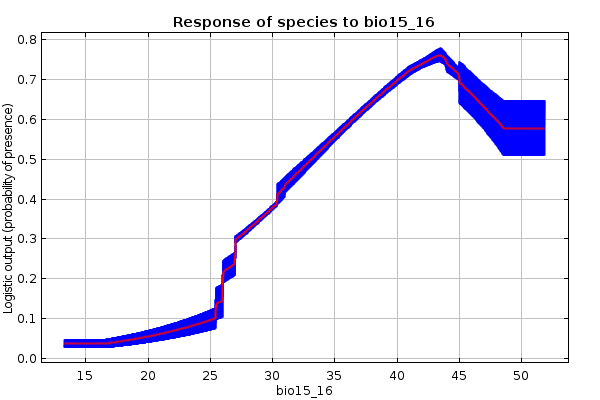 Response of species to bio15_16
Logistic output (probability of presence)
0.8
0.7
0.6
0.5
0.4
0.3
0.2
0.1
0.0
15 20 25 30 35 40 45 50
bio15_16